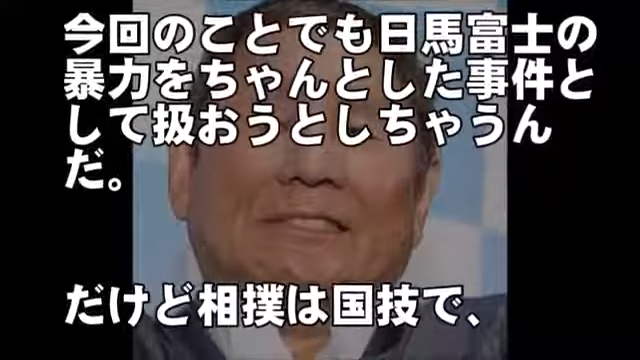 今回のことでも日馬富士の
暴力をちゃんとした事件と
して扱おうとしちゃうん
だ。
だけど相撲は国技で、